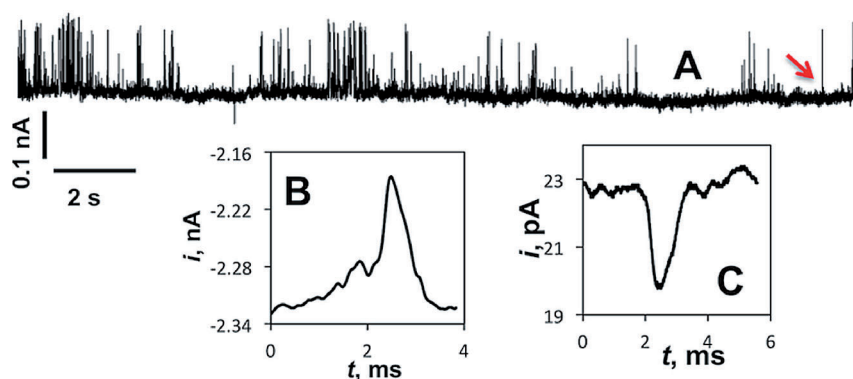 A
0.1 nA
2 s
B
i, nA
-2.16
-2.22
-2.28
-2.34
0 2 4
t, ms
C
i, pA
23
21
19
0 2 4 6
t, ms